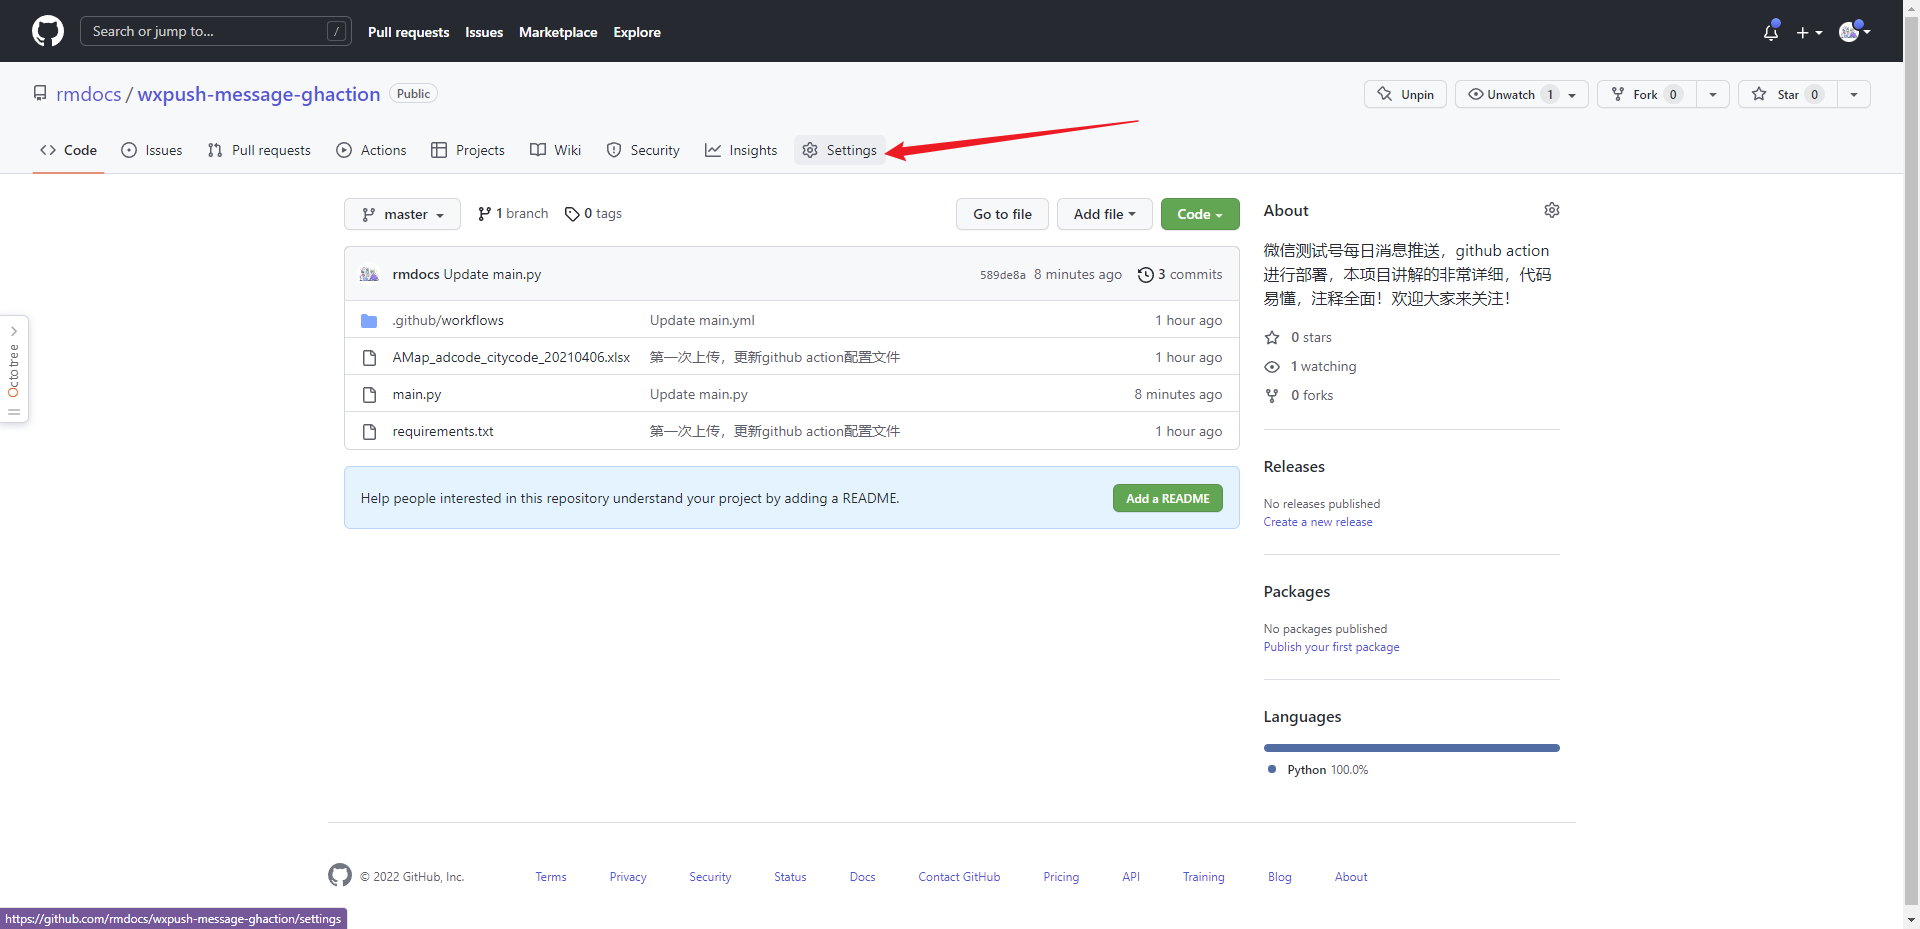 Search or jump to... /
Pull requests Issues Marketplace Explore
rmdocs / wxpush-message-ghaction Public
Unpin Unwatch 1 Fork 0 Star 0
Code Issues Pull requests Actions Projects Wiki Security Insights Settings
master 1 branch 0 tags
Go to file Add file Code
rmdocs Update main.py 589de8a 8 minutes ago 3 commits
.github/workflows Update main.yml 1 hour ago
AMap_adcode_citycode_20210406.xlsx 第一次上传，更新github action配置文件 1 hour ago
main.py Update main.py 8 minutes ago
requirements.txt 第一次上传，更新github action配置文件 1 hour ago
Help people interested in this repository understand your project by adding a README. Add a README
About
微信测试号每日消息推送，github action
进行部署，本项目讲解的非常详细，代码
易懂，注释全面！欢迎大家来关注！
0 stars
1 watching
0 forks
Releases
No releases published
Create a new release
Packages
No packages published
Publish your first package
Languages
Python 100.0%
Octotree
© 2022 GitHub, Inc. Terms Privacy Security Status Docs Contact GitHub Pricing API Training Blog About
https://github.com/rmdocs/wxpush-message-ghaction/settings